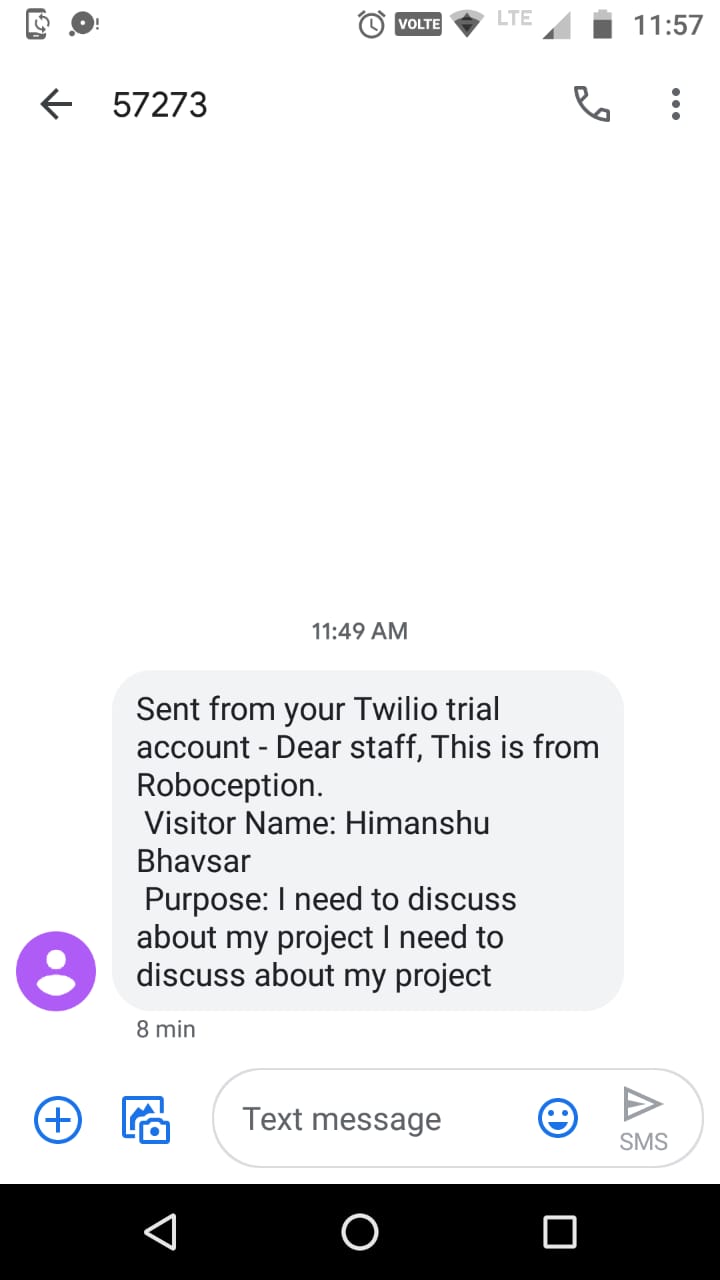 VOLTE LTE 11:57
57273
11:49 AM
Sent from your Twilio trial
account - Dear staff, This is from
Roboception.
Visitor Name: Himanshu
Bhavsar
Purpose: I need to discuss
about my project I need to
discuss about my project
8 min
Text message
SMS